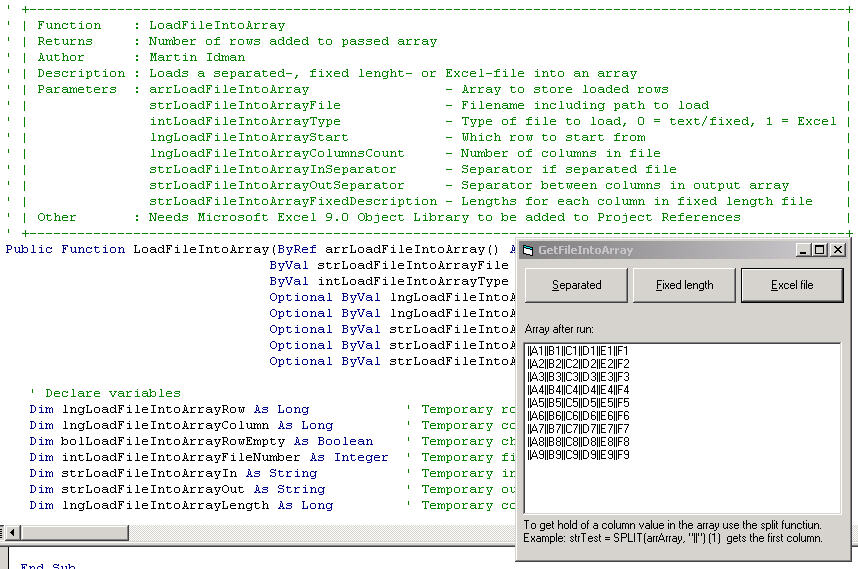 ' +-----------------------------------------------------------------------------------------------------+
' | Function    : LoadFileIntoArray
' | Returns     : Number of rows added to passed array
' | Author      : Martin Idman
' | Description : Loads a separated-, fixed lenght- or Excel-file into an array
' | Parameters  : arrLoadFileIntoArray                 - Array to store loaded rows
' |               strLoadFileIntoArrayFile             - Filename including path to load
' |               intLoadFileIntoArrayType             - Type of file to load, 0 = text/fixed, 1 = Excel |
' |               lngLoadFileIntoArrayStart            - Which row to start from
' |               lngLoadFileIntoArrayColumnsCount     - Number of columns in file
' |               strLoadFileIntoArrayInSeparator      - Separator if separated file
' |               strLoadFileIntoArrayOutSeparator     - Separator between columns in output array
' |               strLoadFileIntoArrayFixedDescription - Lengths for each column in fixed length file
' | Other       : Needs Microsoft Excel 9.0 Object Library to be added to Project References
' +-----------------------------------------------------------------------------------------------------+
Public Function LoadFileIntoArray(ByRef arrLoadFileIntoArray()
ByVal strLoadFileIntoArrayFile
ByVal intLoadFileIntoArrayType
Optional ByVal lngLoadFileIntoA
Optional ByVal lngLoadFileIntoA
Optional ByVal strLoadFileIntoA
Optional ByVal strLoadFileIntoA
Optional ByVal strLoadFileIntoA
' Declare variables
Dim lngLoadFileIntoArrayRow As Long ' Temporary ro
Dim lngLoadFileIntoArrayColumn As Long ' Temporary co
Dim bolLoadFileIntoArrayRowEmpty As Boolean ' Temporary ch
Dim intLoadFileIntoArrayFileNumber As Integer ' Temporary fi
Dim strLoadFileIntoArrayIn As String ' Temporary in
Dim strLoadFileIntoArrayOut As String ' Temporary ou
Dim lngLoadFileIntoArrayLength As Long ' Temporary co
End Sub
GetFileIntoArray
Separated
Fixed length
Excel file
Array after run:
||A1||B1||C1||D1||E1||F1
||A2||B2||C2||D2||E2||F2
||A3||B3||C3||D3||E3||F3
||A4||B4||C4||D4||E4||F4
||A5||B5||C5||D5||E5||F5
||A6||B6||C6||D6||E6||F6
||A7||B7||C7||D7||E7||F7
||A8||B8||C8||D8||E8||F8
||A9||B9||C9||D9||E9||F9
To get hold of a column value in the array use the split functiun.
Example: strTest = SPLIT(arrArray, "||") (1)  gets the first column.